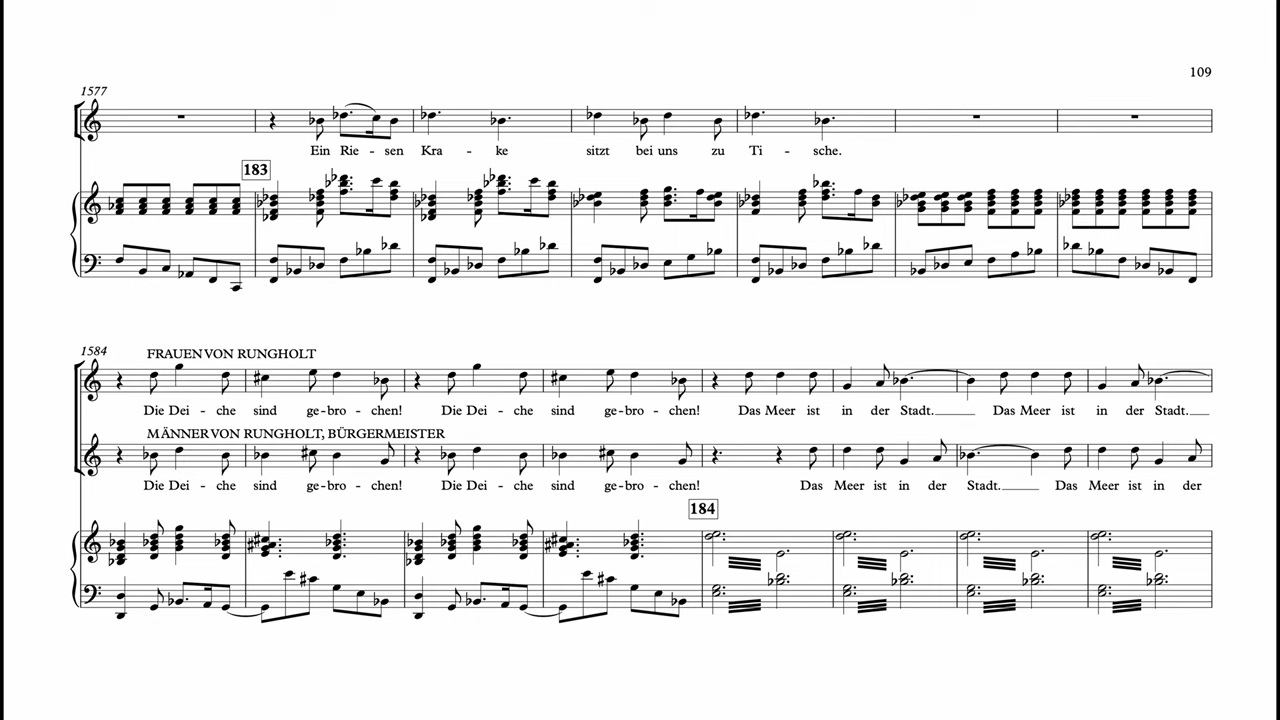 109
1577
Ein Rie - sen Kra - ke sitzt bei uns zu Ti - sche.
183
1584
FRAUEN VON RUNGHOLT
Die Dei - che sind ge - bro - chen! Die Dei - che sind ge - bro - chen! Das Meer ist in der Stadt. Das Meer ist in der Stadt.
MÄNNER VON RUNGHOLT, BÜRGERMEISTER
Die Dei - che sind ge - bro - chen! Die Dei - che sind ge - bro - chen! Das Meer ist in der Stadt. Das Meer ist in der
184